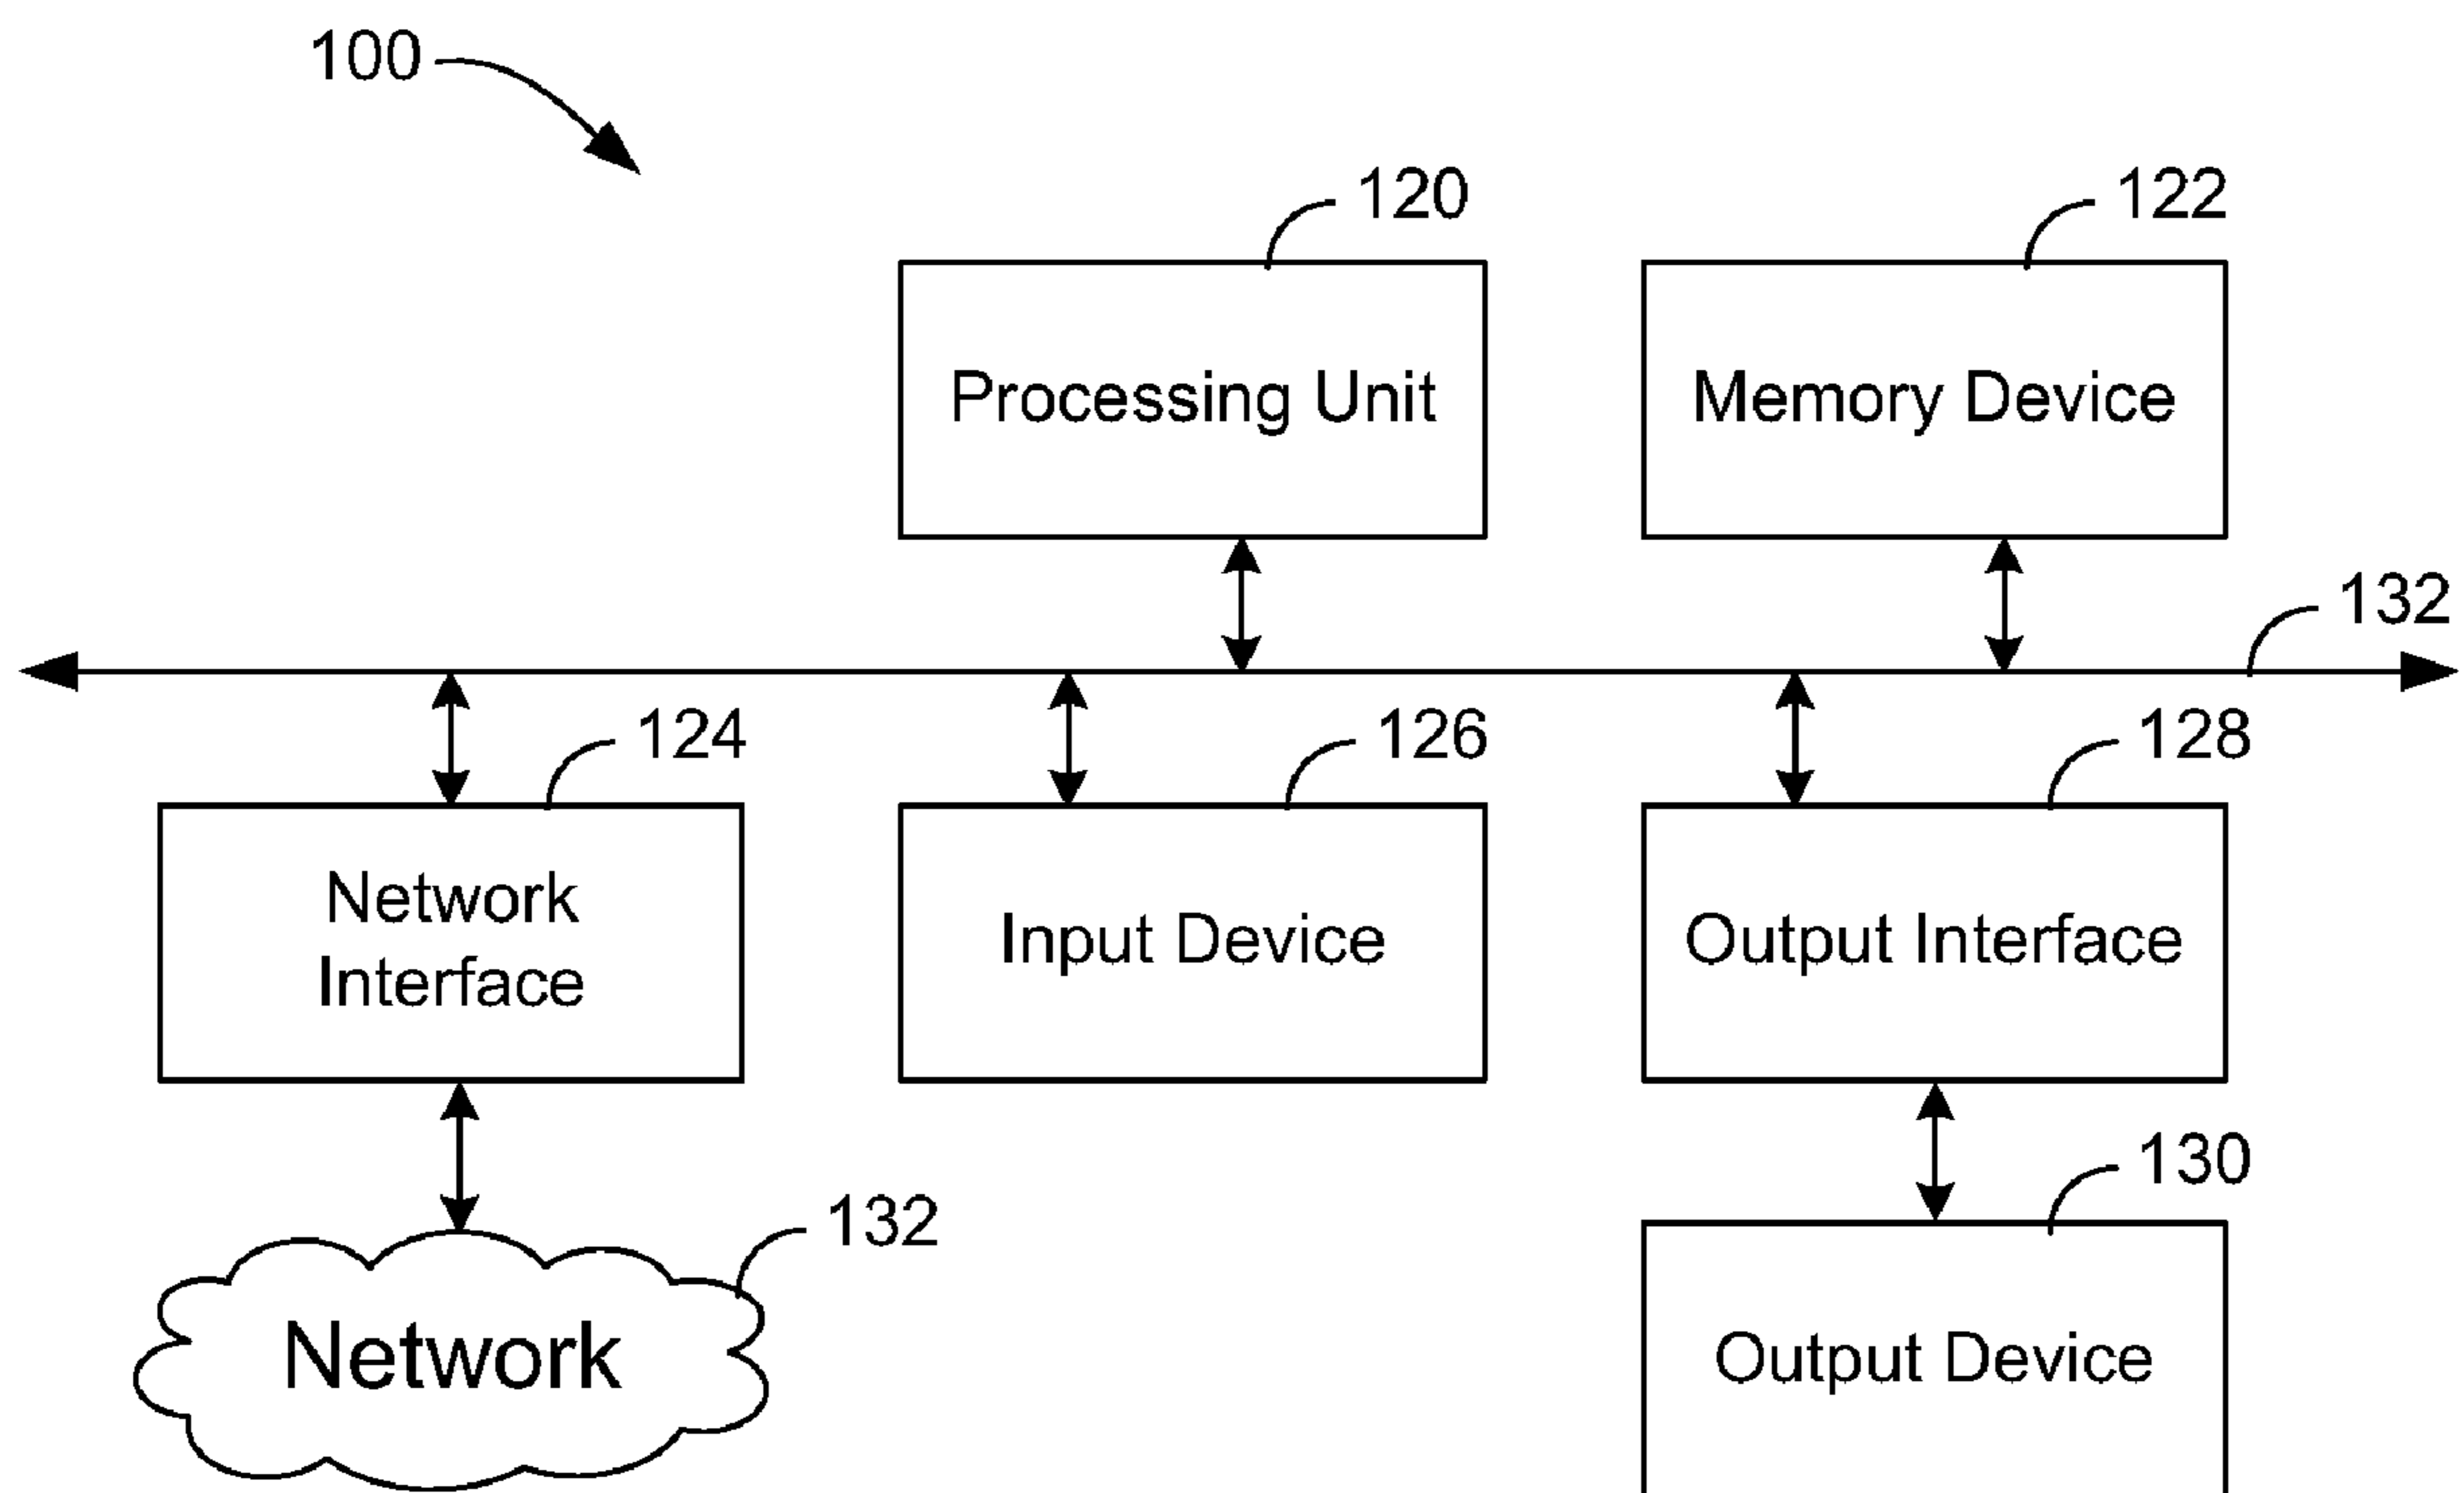 100
120
122
Processing Unit
Memory Device
132
124
126
128
Network
Interface
Input Device
Output Interface
130
132
Network
Output Device